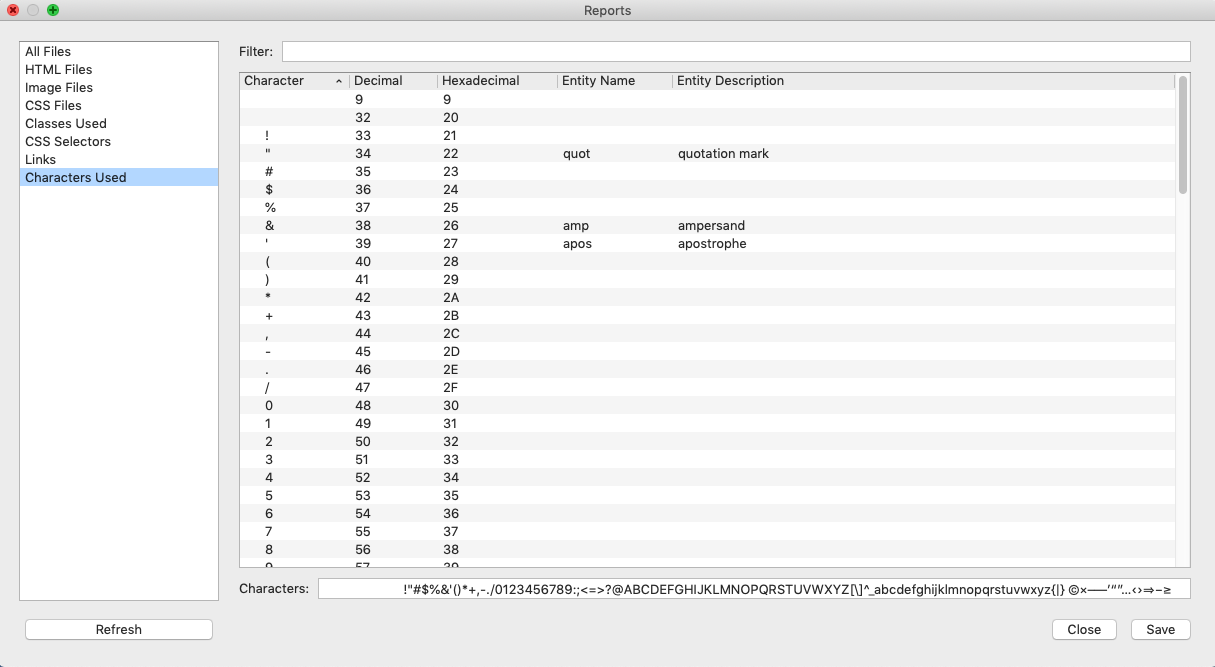 Reports
All Files
HTML Files
Image Files
CSS Files
Classes Used
CSS Selectors
Links
Characters Used
Filter:
Character Decimal Hexadecimal Entity Name Entity Description
9 9
32 20
! 33 21
" 34 22 quot quotation mark
# 35 23
$ 36 24
% 37 25
& 38 26 amp ampersand
' 39 27 apos apostrophe
( 40 28
) 41 29
* 42 2A
+ 43 2B
, 44 2C
- 45 2D
. 46 2E
/ 47 2F
0 48 30
1 49 31
2 50 32
3 51 33
4 52 34
5 53 35
6 54 36
7 55 37
8 56 38
9 57 39
Characters: !"#$%&'()*+,-./0123456789:;<=>?@ABCDEFGHIJKLMNOPQRSTUVWXYZ[\]^_abcdefghijklmnopqrstuvwxyz{|} ©×–—’“”…‹›⇒−≥
Refresh
Close Save